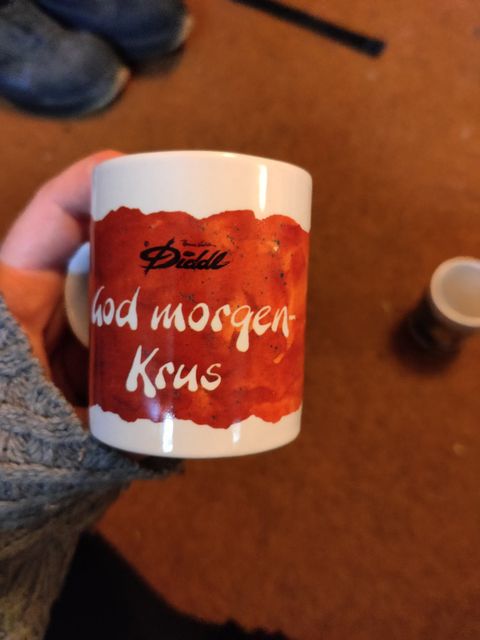 Diddl
God morgen-
Krus